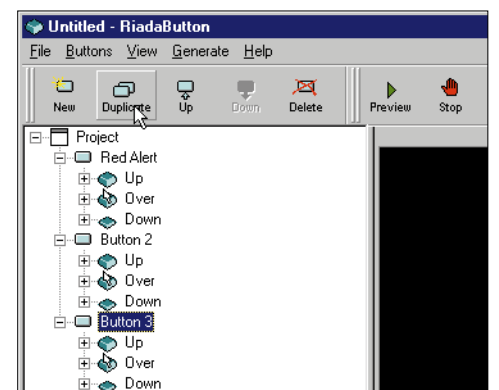 Untitled - RiadaButton
File Buttons View Generate Help
New Duplicate Up Down Delete Preview Stop
Project
Red Alert
Up
Over
Down
Button 2
Up
Over
Down
Button 3
Up
Over
Down